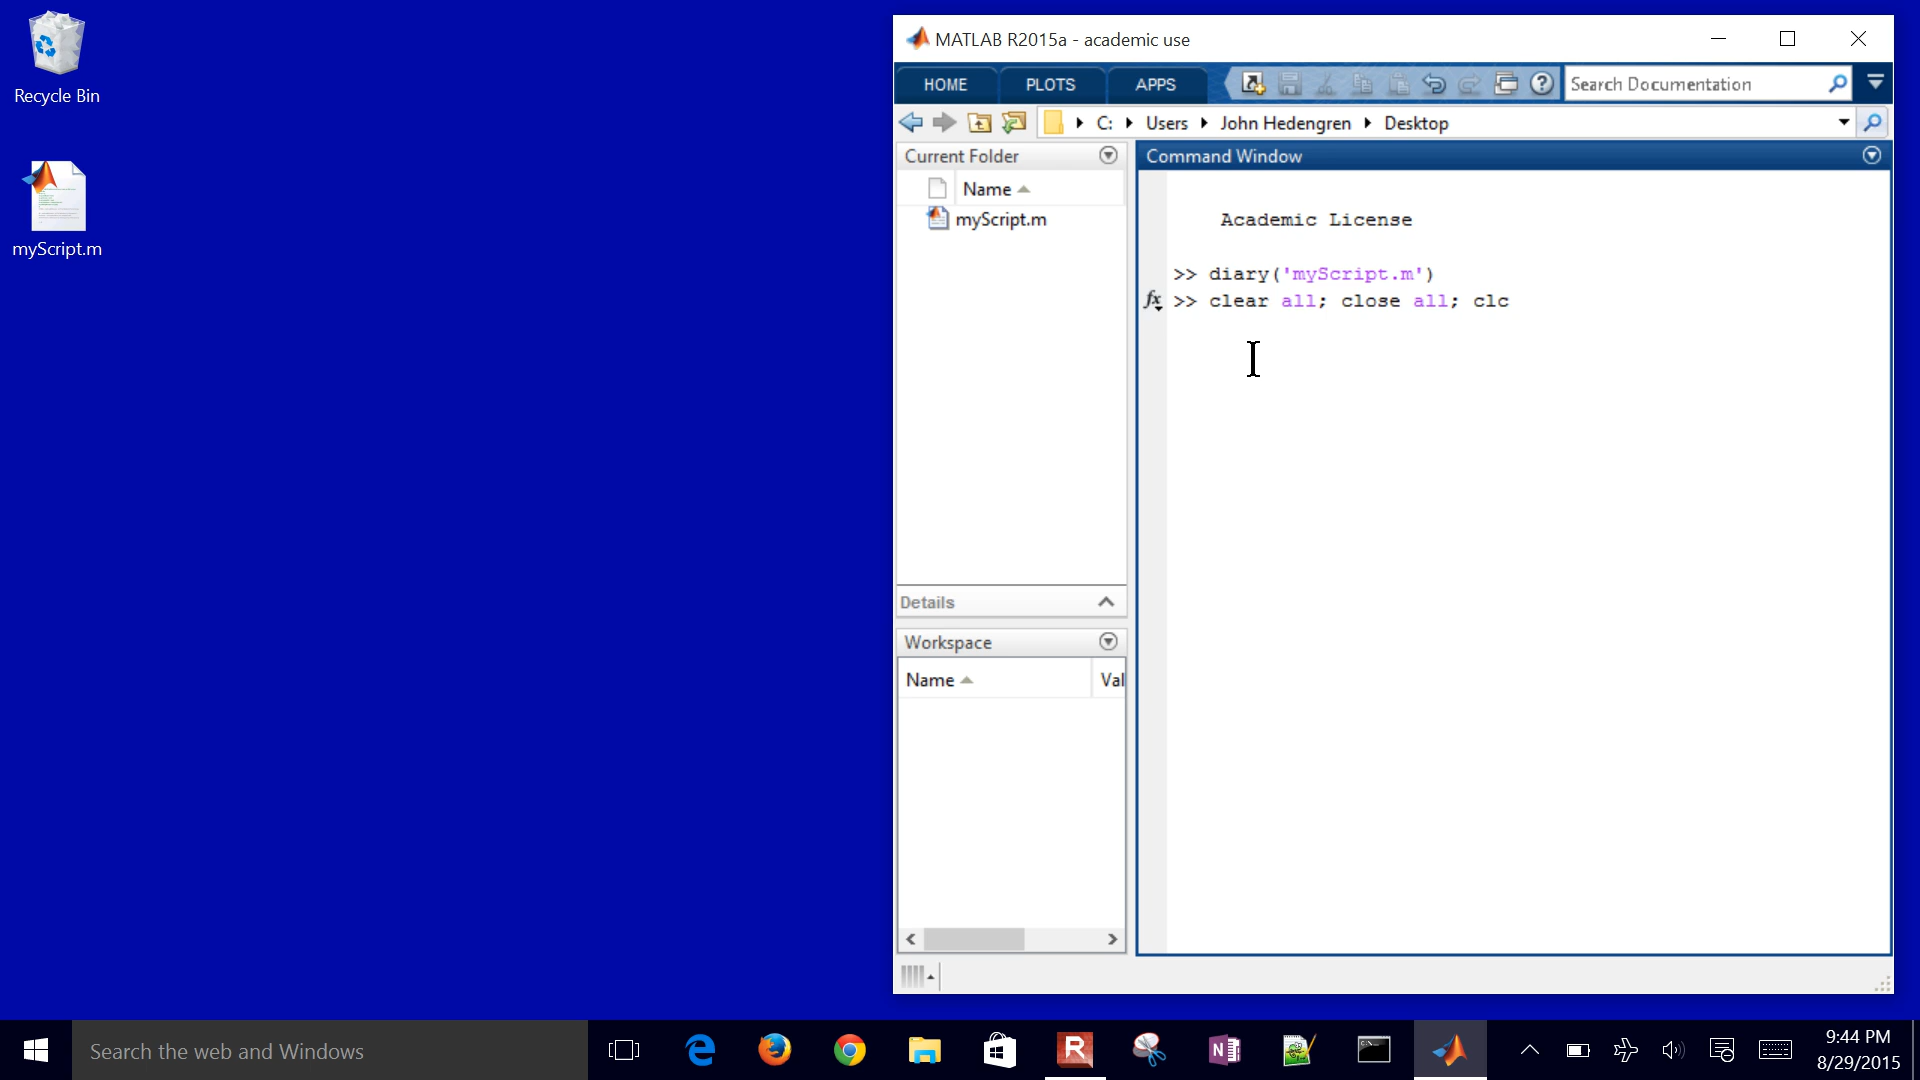 Recycle Bin
myScript.m
MATLAB R2015a - academic use
HOME PLOTS APPS Search Documentation
C: Users John Hedengren Desktop
Current Folder
Name
myScript.m
Details
Workspace
Name Val
Command Window
Academic License
>> diary('myScript.m')
fx >> clear all; close all; clc
Search the web and Windows
9:44 PM
8/29/2015